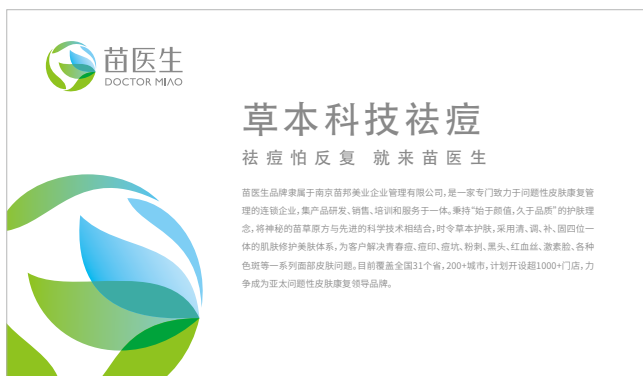 苗医生
DOCTOR MIAO
草本科技祛痘
祛痘怕反复 就来苗医生
苗医生品牌隶属于南京苗邦美业企业管理有限公司,是一家专门致力于问题性皮肤康复管
理的连锁企业,集产品研发、销售、培训和服务于一体。秉持“始于颜值,久于品质”的护肤理
念,将神秘的苗草原方与先进的科学技术相结合,时令草本护肤,采用清、调、补、固四位一
体的肌肤修护美肤体系,为客户解决青春痘、痘印、痘坑、粉刺、黑头、红血丝、激素脸、各种
色斑等一系列面部皮肤问题。目前覆盖全国31个省,200+城市,计划开设超1000+门店,力
争成为亚太问题性皮肤康复领导品牌。